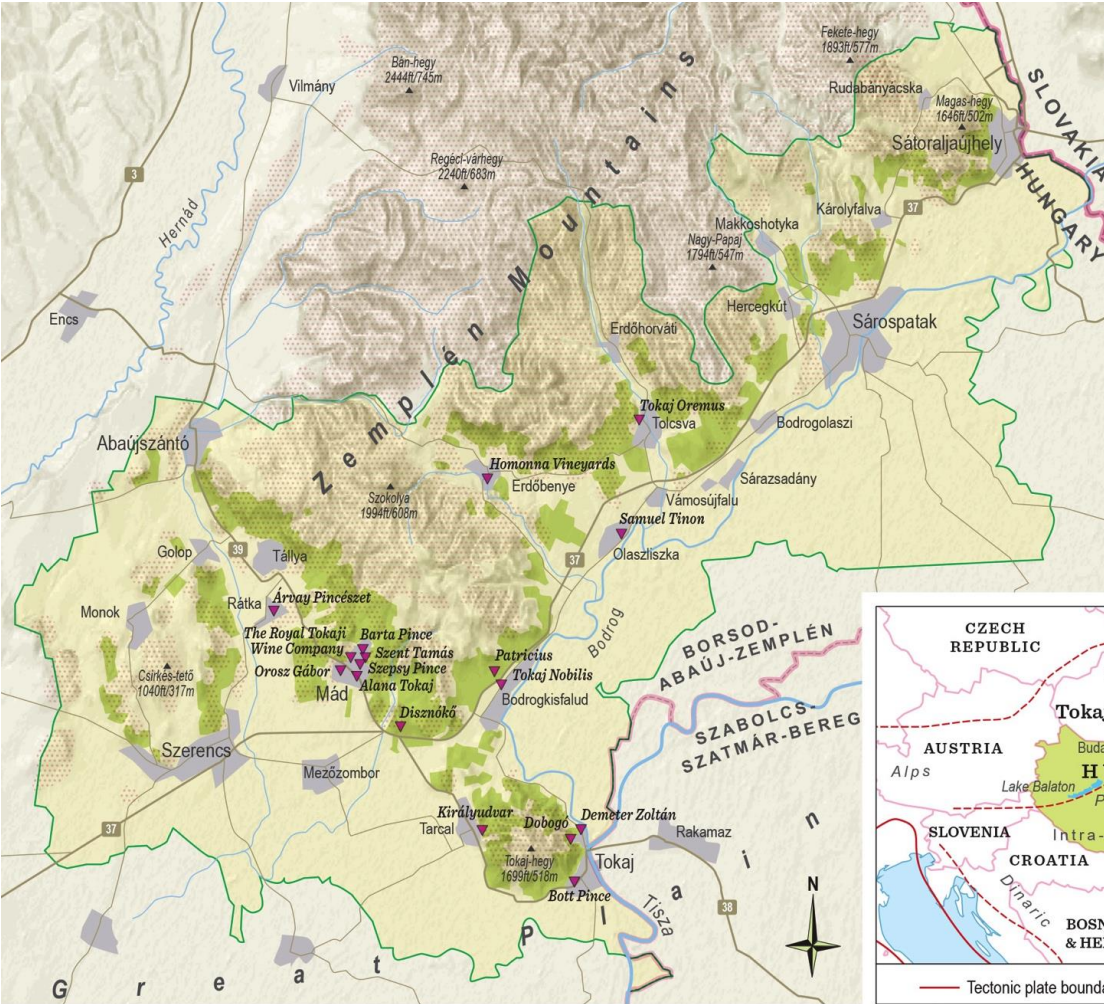 Fekete-hegy
1893ft/577m
Bán-hegy
2444ft/745m
Vilmány
Rudabányácska
Magas-hegy
1646ft/502m
SLOVAKIA
Sátoraljaújhely
HUNGARY
3
Regéci-várhegy
2240ft/683m
Hernád
Károlyfalva
37
Makkoshotyka
Nagy-Papaj
1794ft/547m
Zemplén Mountains
Hercegkút
Encs
Sárospatak
Erdőhorváti
Tokaj Oremus
Tolcsva
Bodrogolaszi
Abaújszántó
Homonna Vineyards
Erdőbenye
Sárazsadány
Szokolya
1994ft/608m
Vámosújfalu
Samuel Tinon
Olaszliszka
Golop
39
Tállya
37
Monok
Rátka
Árvay Pincészet
Bodrog
The Royal Tokaji
Wine Company
Barta Pince
Szent Tamás
Orosz Gábor
Szepsy Pince
Alana Tokaj
Mád
Patricius
Tokaj Nobilis
Bodrogkisfalud
BORSOD-
ABAÚJ-ZEMPLÉN
Csirkés-tető
1040ft/317m
Disznókő
SZABOLCS-
SZATMÁR-BEREG
Szerencs
Mezőzombor
37
Királyudvar
Tarcal
Dobogó
Demeter Zoltán
Rakamaz
Tokaj-hegy
1699ft/518m
Tokaj
Bott Pince
Tisza
38
N
Great Plain
CZECH
REPUBLIC
Tokaj
AUSTRIA
Buda
Alps
H
Lake Balaton
P
SLOVENIA
Intra-
CROATIA
Dinaric
BOSN
& HE
Tectonic plate bounda